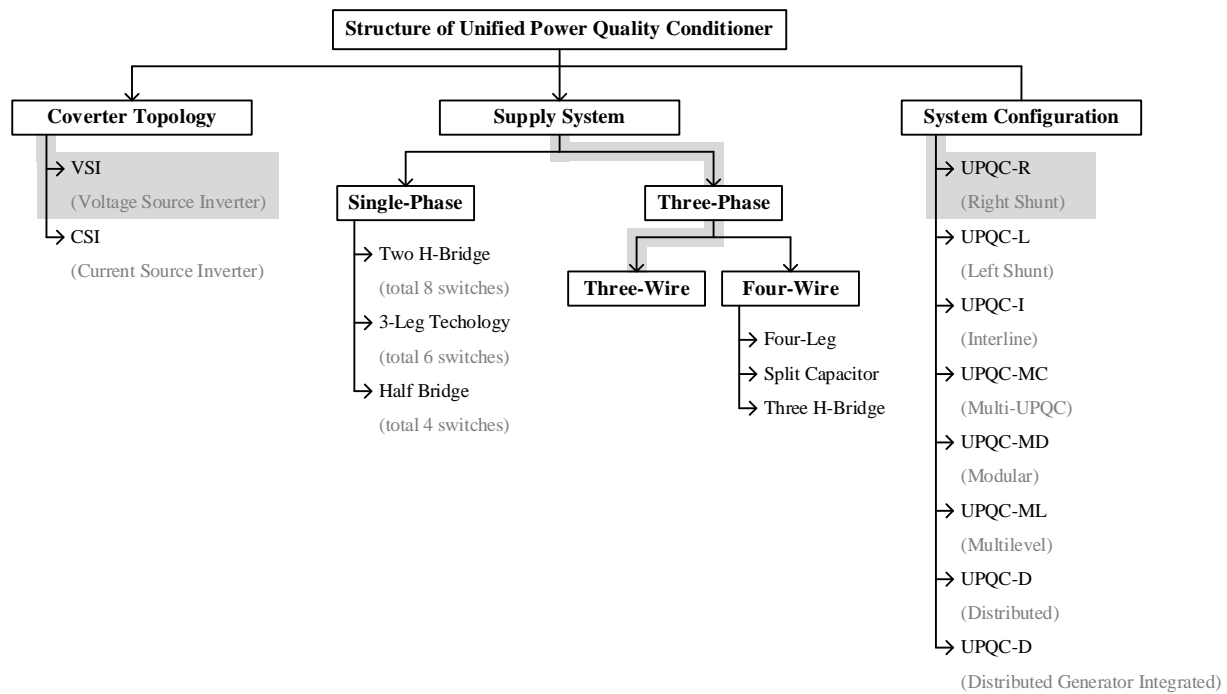 Structure of Unified Power Quality Conditioner
Coverter Topology
VSI
(Voltage Source Inverter)
CSI
(Current Source Inverter)
Supply System
Single-Phase
Two H-Bridge
(total 8 switches)
3-Leg Techology
(total 6 switches)
Half Bridge
(total 4 switches)
Three-Phase
Three-Wire
Four-Wire
Four-Leg
Split Capacitor
Three H-Bridge
System Configuration
UPQC-R
(Right Shunt)
UPQC-L
(Left Shunt)
UPQC-I
(Interline)
UPQC-MC
(Multi-UPQC)
UPQC-MD
(Modular)
UPQC-ML
(Multilevel)
UPQC-D
(Distributed)
UPQC-D
(Distributed Generator Integrated)